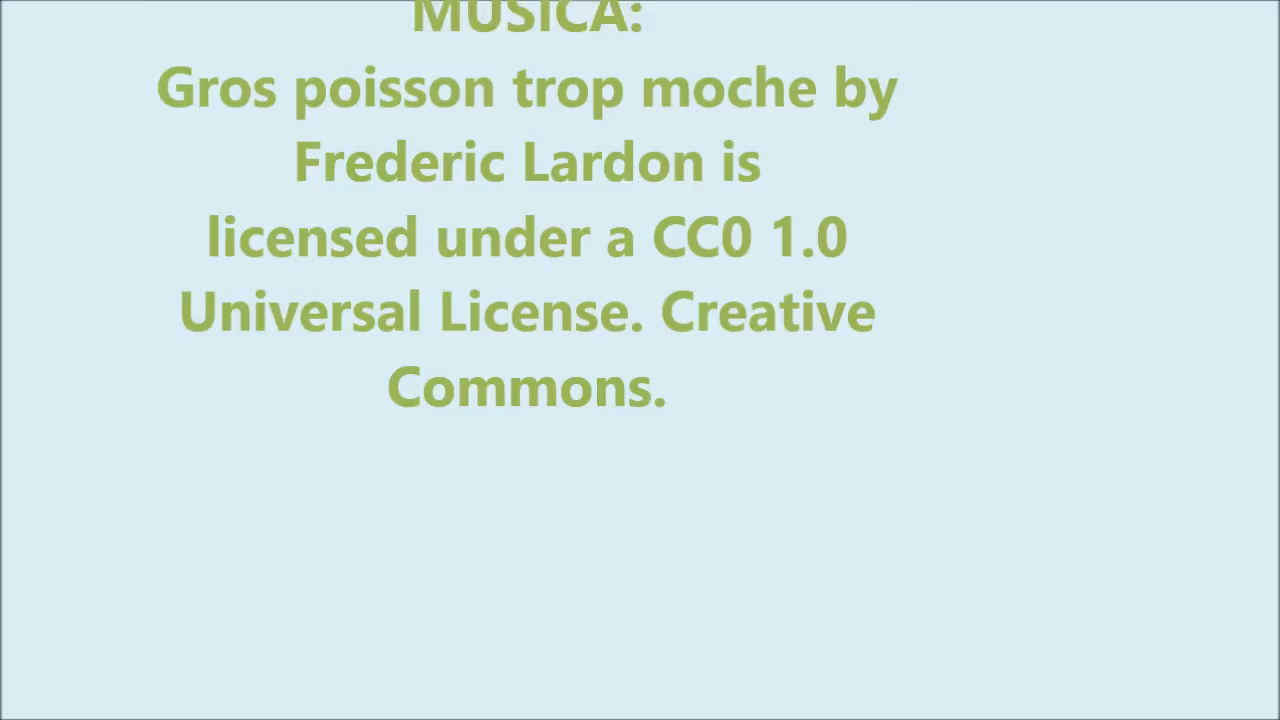 MUSICA:
Gros poisson trop moche by
Frederic Lardon is
licensed under a CC0 1.0
Universal License. Creative
Commons.